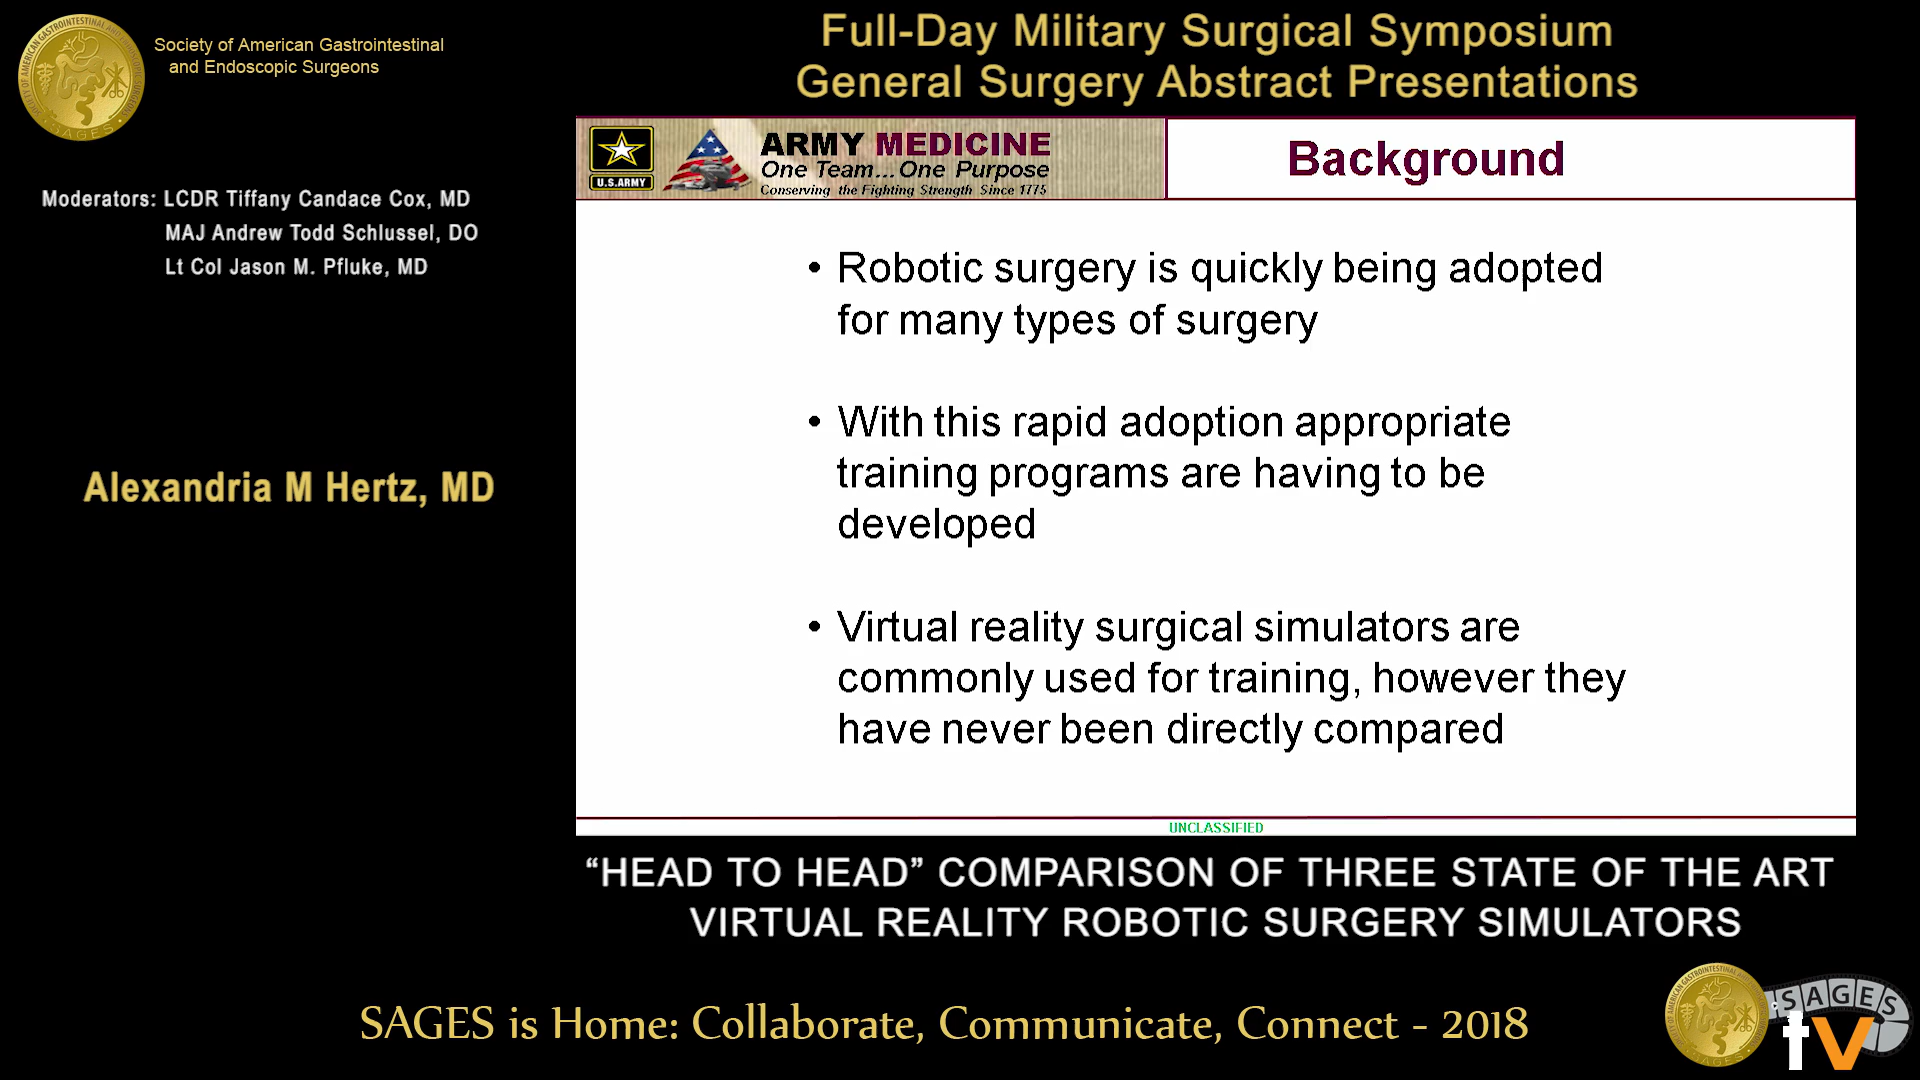 Society of American Gastrointestinal
and Endoscopic Surgeons
Full-Day Military Surgical Symposium
General Surgery Abstract Presentations
Moderators: LCDR Tiffany Candace Cox, MD
MAJ Andrew Todd Schlussel, DO
Lt Col Jason M. Pfluke, MD
Alexandria M Hertz, MD
U.S.ARMY
ARMY MEDICINE
One Team...One Purpose
Conserving the Fighting Strength Since 1775
Background
• Robotic surgery is quickly being adopted
for many types of surgery
• With this rapid adoption appropriate
training programs are having to be
developed
• Virtual reality surgical simulators are
commonly used for training, however they
have never been directly compared
UNCLASSIFIED
“HEAD TO HEAD” COMPARISON OF THREE STATE OF THE ART
VIRTUAL REALITY ROBOTIC SURGERY SIMULATORS
SAGES is Home: Collaborate, Communicate, Connect - 2018
SAGES
tv